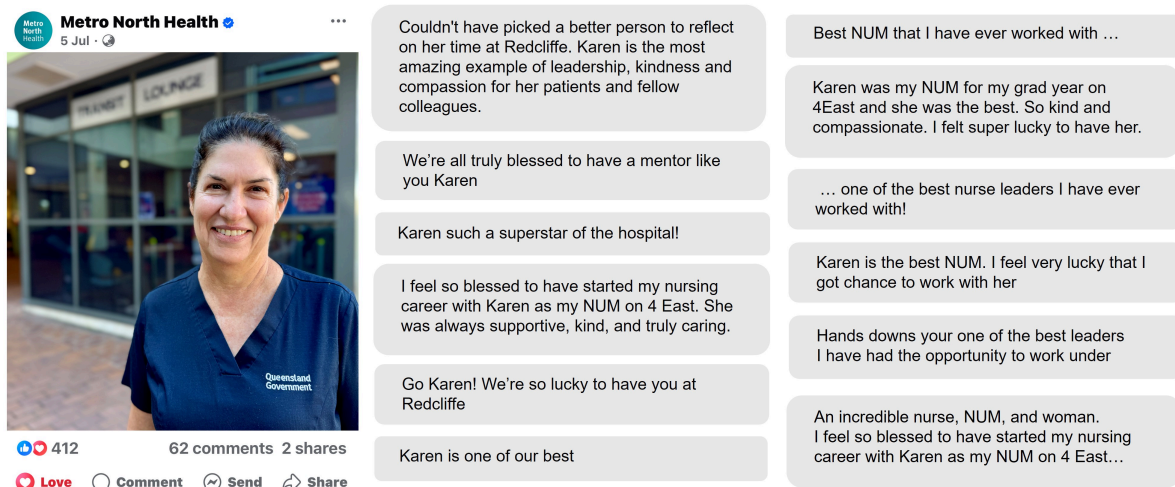 Metro
North
Health
Metro North Health
5 Jul
TRANSIT LOUNGE
Queensland
Government
412
62 comments 2 shares
Love
Comment
Send
Share
Couldn't have picked a better person to reflect
on her time at Redcliffe. Karen is the most
amazing example of leadership, kindness and
compassion for her patients and fellow
colleagues.
We're all truly blessed to have a mentor like
you Karen
Karen such a superstar of the hospital!
I feel so blessed to have started my nursing
career with Karen as my NUM on 4 East. She
was always supportive, kind, and truly caring.
Go Karen! We're so lucky to have you at
Redcliffe
Karen is one of our best
Best NUM that I have ever worked with …
Karen was my NUM for my grad year on
4East and she was the best. So kind and
compassionate. I felt super lucky to have her.
… one of the best nurse leaders I have ever
worked with!
Karen is the best NUM. I feel very lucky that I
got chance to work with her
Hands downs your one of the best leaders
I have had the opportunity to work under
An incredible nurse, NUM, and woman.
I feel so blessed to have started my nursing
career with Karen as my NUM on 4 East…